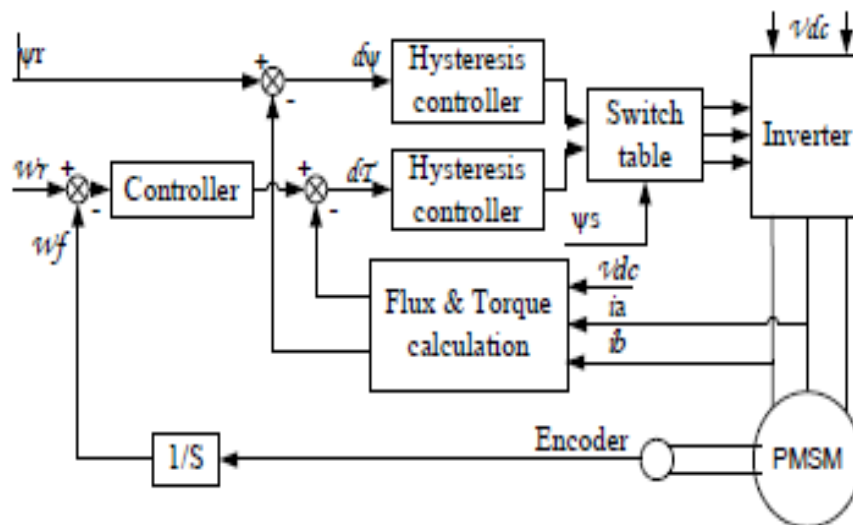 ψr
+
-
dψ
Hysteresis
controller
Vdc
Switch
table
Inverter
Wr
+
-
Controller
+
-
dT
Hysteresis
controller
ψs
Wf
Flux & Torque
calculation
Vdc
ia
ib
1/S
Encoder
PMSM